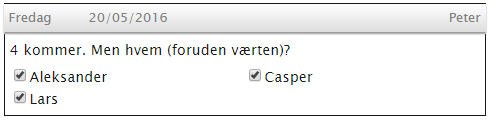 Fredag 20/05/2016 Peter
4 kommer. Men hvem (foruden værten)?
Aleksander Casper
Lars